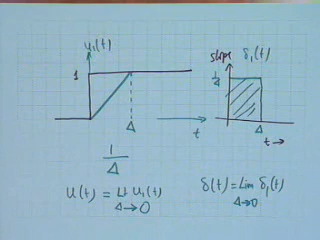 u₁(t)
slope δ₁(t)
1
1/Δ
Δ
Δ
t
t →
1/Δ
u(t) = Lt u₁(t)
Δ→0
δ(t) = Lim δ₁(t)
Δ→0